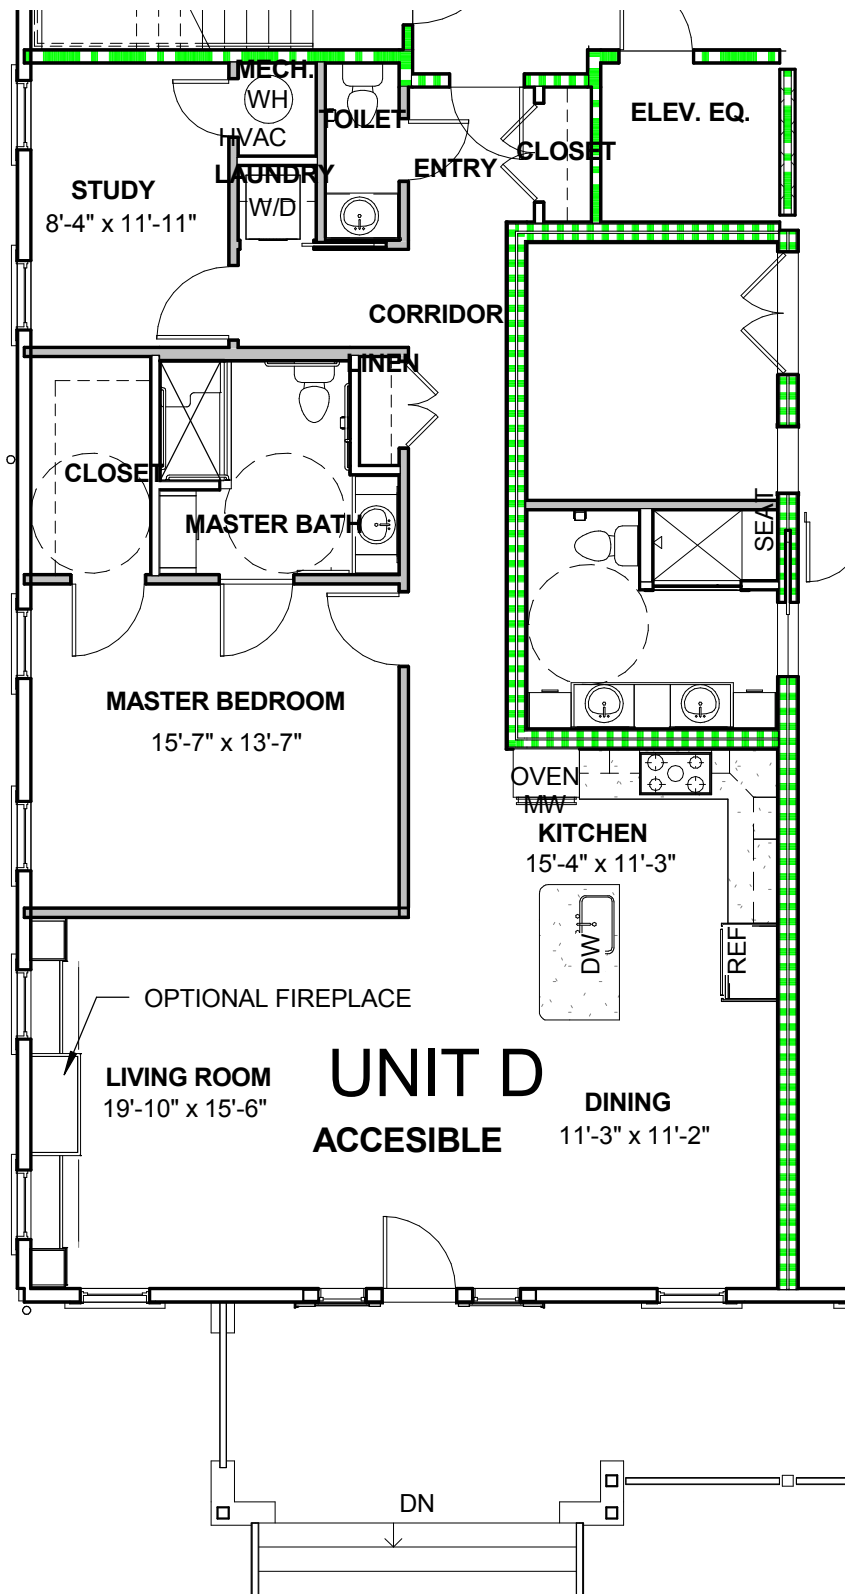 MECH.
WH
TOILET
ELEV. EQ.
HVAC
CLOSET
ENTRY
LAUNDRY
STUDY
W/D
8'-4" x 11'-11"
CORRIDOR
LINEN
CLOSET
MASTER BATH
SEAT
MASTER BEDROOM
15'-7" x 13'-7"
OVEN
MW
KITCHEN
15'-4" x 11'-3"
DW
REF
OPTIONAL FIREPLACE
UNIT D
LIVING ROOM
19'-10" x 15'-6"
DINING
11'-3" x 11'-2"
ACCESIBLE
DN